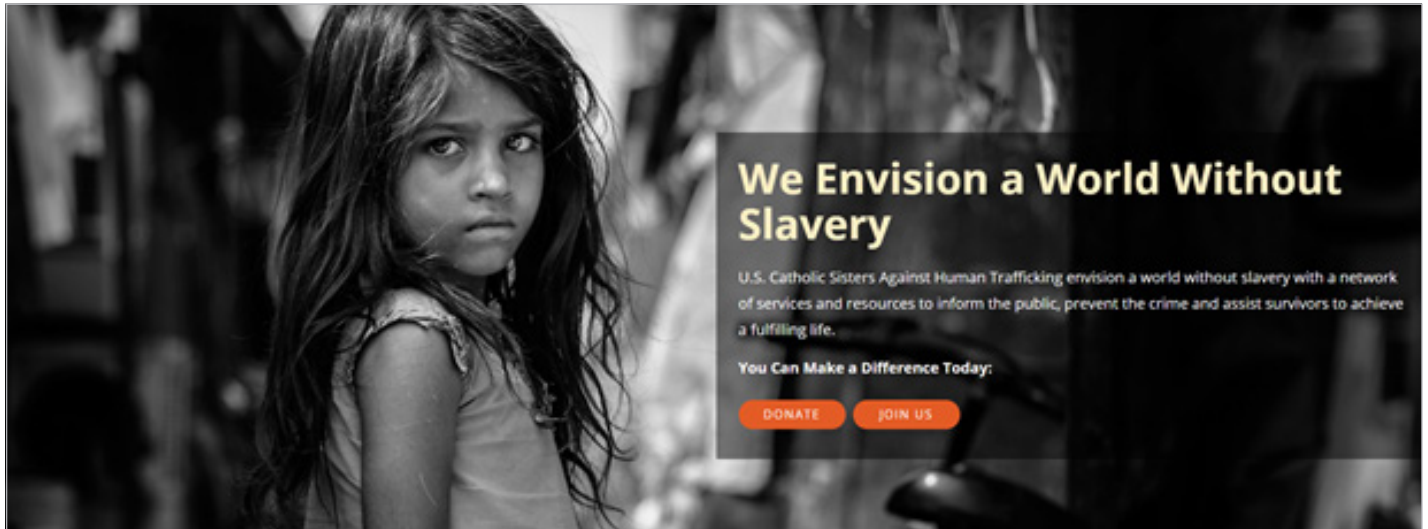 We Envision a World Without
Slavery
U.S. Catholic Sisters Against Human Trafficking envision a world without slavery with a network
of services and resources to inform the public, prevent the crime and assist survivors to achieve
a fulfilling life.
You Can Make a Difference Today:
DONATE JOIN US